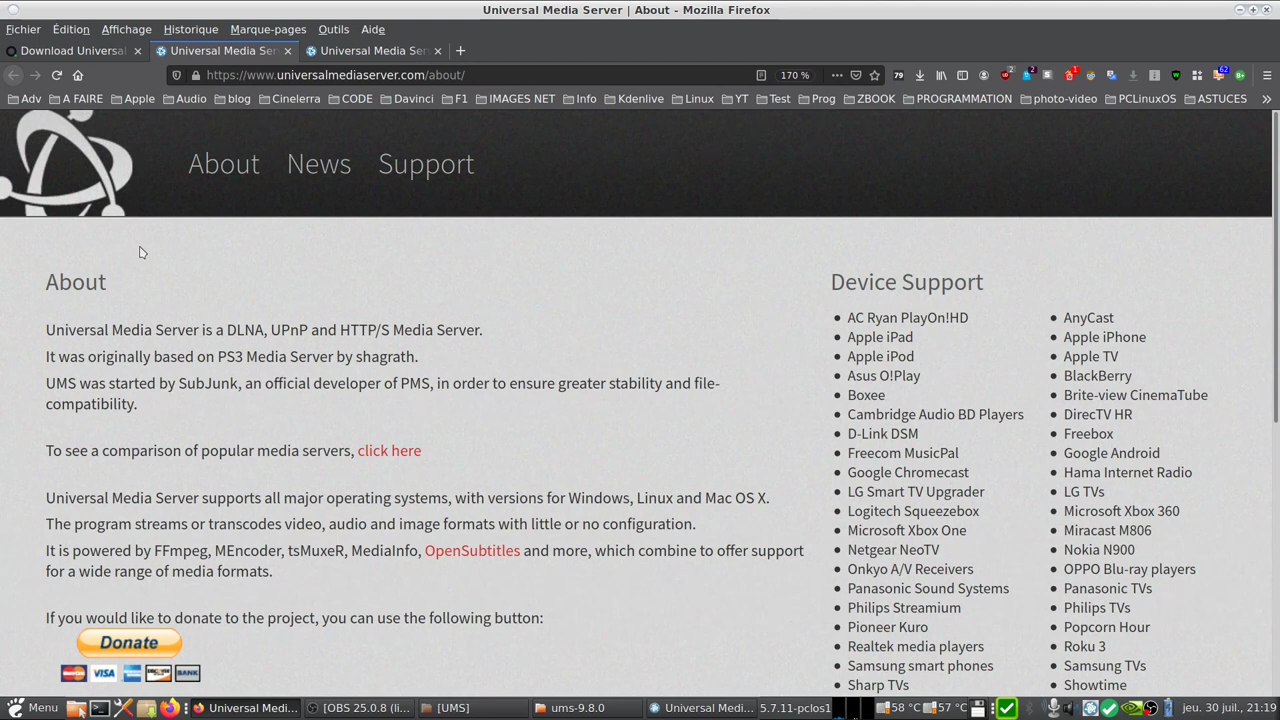 Universal Media Server | About - Mozilla Firefox
Fichier Édition Affichage Historique Marque-pages Outils Aide
Download Universal
Universal Media Ser
Universal Media Se
https://www.universalmediaserver.com/about/
170 %
79
2
2
1
62
Adv A FAIRE Apple Audio blog Cinelerra CODE Davinci F1 IMAGES NET Info Kdenlive Linux YT Test Prog ZBOOK PROGRAMMATION photo-video PCLinuxOS ASTUCES
About News Support
About
Universal Media Server is a DLNA, UPnP and HTTP/S Media Server.
It was originally based on PS3 Media Server by shagrath.
UMS was started by SubJunk, an official developer of PMS, in order to ensure greater stability and file-
compatibility.
To see a comparison of popular media servers, click here
Universal Media Server supports all major operating systems, with versions for Windows, Linux and Mac OS X.
The program streams or transcodes video, audio and image formats with little or no configuration.
It is powered by FFmpeg, MEncoder, tsMuxeR, MediaInfo, OpenSubtitles and more, which combine to offer support
for a wide range of media formats.
If you would like to donate to the project, you can use the following button:
Donate
VISA
BANK
Device Support
AC Ryan PlayOn!HD
Apple iPad
Apple iPod
Asus O!Play
Boxee
Cambridge Audio BD Players
D-Link DSM
Freecom MusicPal
Google Chromecast
LG Smart TV Upgrader
Logitech Squeezebox
Microsoft Xbox One
Netgear NeoTV
Onkyo A/V Receivers
Panasonic Sound Systems
Philips Streamium
Pioneer Kuro
Realtek media players
Samsung smart phones
Sharp TVs
AnyCast
Apple iPhone
Apple TV
BlackBerry
Brite-view CinemaTube
DirecTV HR
Freebox
Google Android
Hama Internet Radio
LG TVs
Microsoft Xbox 360
Miracast M806
Nokia N900
OPPO Blu-ray players
Panasonic TVs
Philips TVs
Popcorn Hour
Roku 3
Samsung TVs
Showtime
Menu
Universal Medi...
[OBS 25.0.8 (li...
[UMS]
ums-9.8.0
Universal Media...
5.7.11-pclos1
58 °C
57 °C
jeu. 30 juil., 21:19